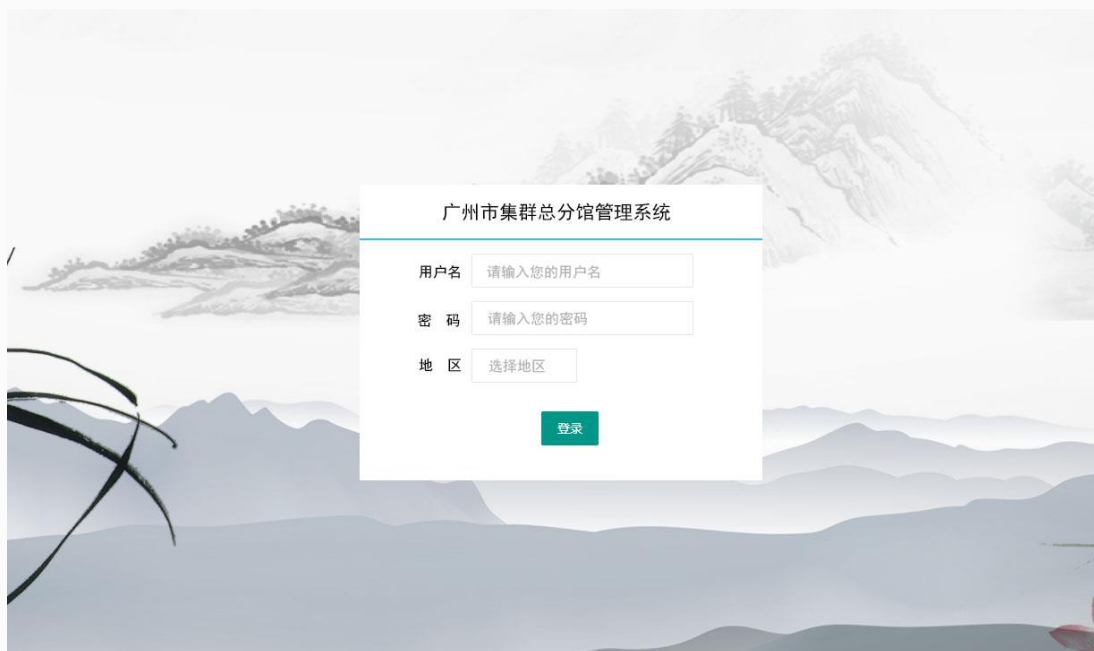 广州市集群总分馆管理系统
用户名 请输入您的用户名
密 码 请输入您的密码
地 区 选择地区
登录